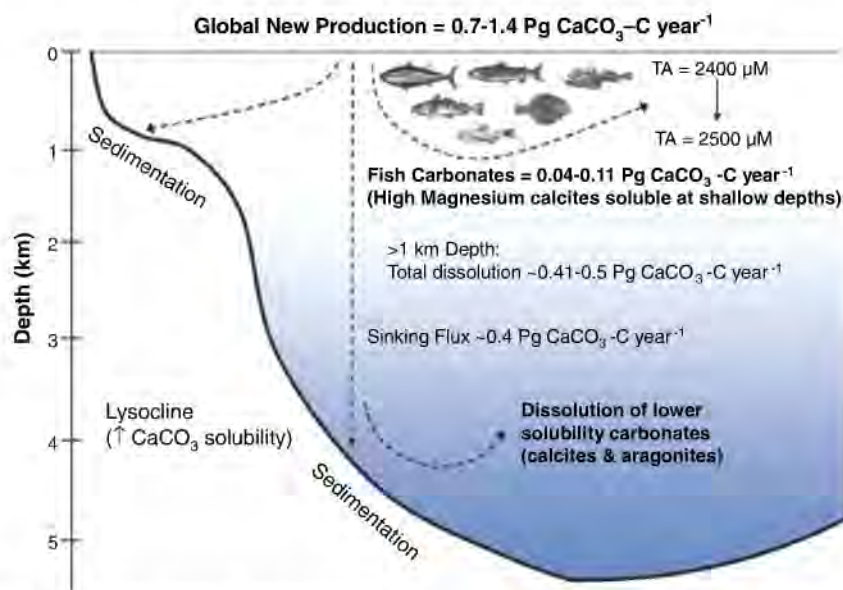 Global New Production = 0.7-1.4 Pg CaCO₃–C year⁻¹
0
TA = 2400 µM
TA = 2500 µM
Sedimentation
1
Fish Carbonates = 0.04-0.11 Pg CaCO₃ -C year⁻¹
(High Magnesium calcites soluble at shallow depths)
2
>1 km Depth:
Total dissolution ~0.41-0.5 Pg CaCO₃ -C year⁻¹
Depth (km)
3
Sinking Flux ~0.4 Pg CaCO₃ -C year⁻¹
Lysocline
(↑ CaCO₃ solubility)
4
Dissolution of lower
solubility carbonates
(calcites & aragonites)
Sedimentation
5